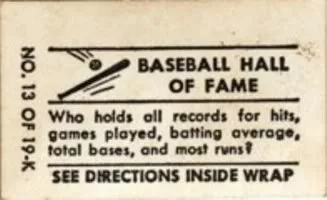 NO. 13 OF 19-K
BASEBALL HALL
OF FAME
Who holds all records for hits,
games played, batting average,
total bases, and most runs?
SEE DIRECTIONS INSIDE WRAP